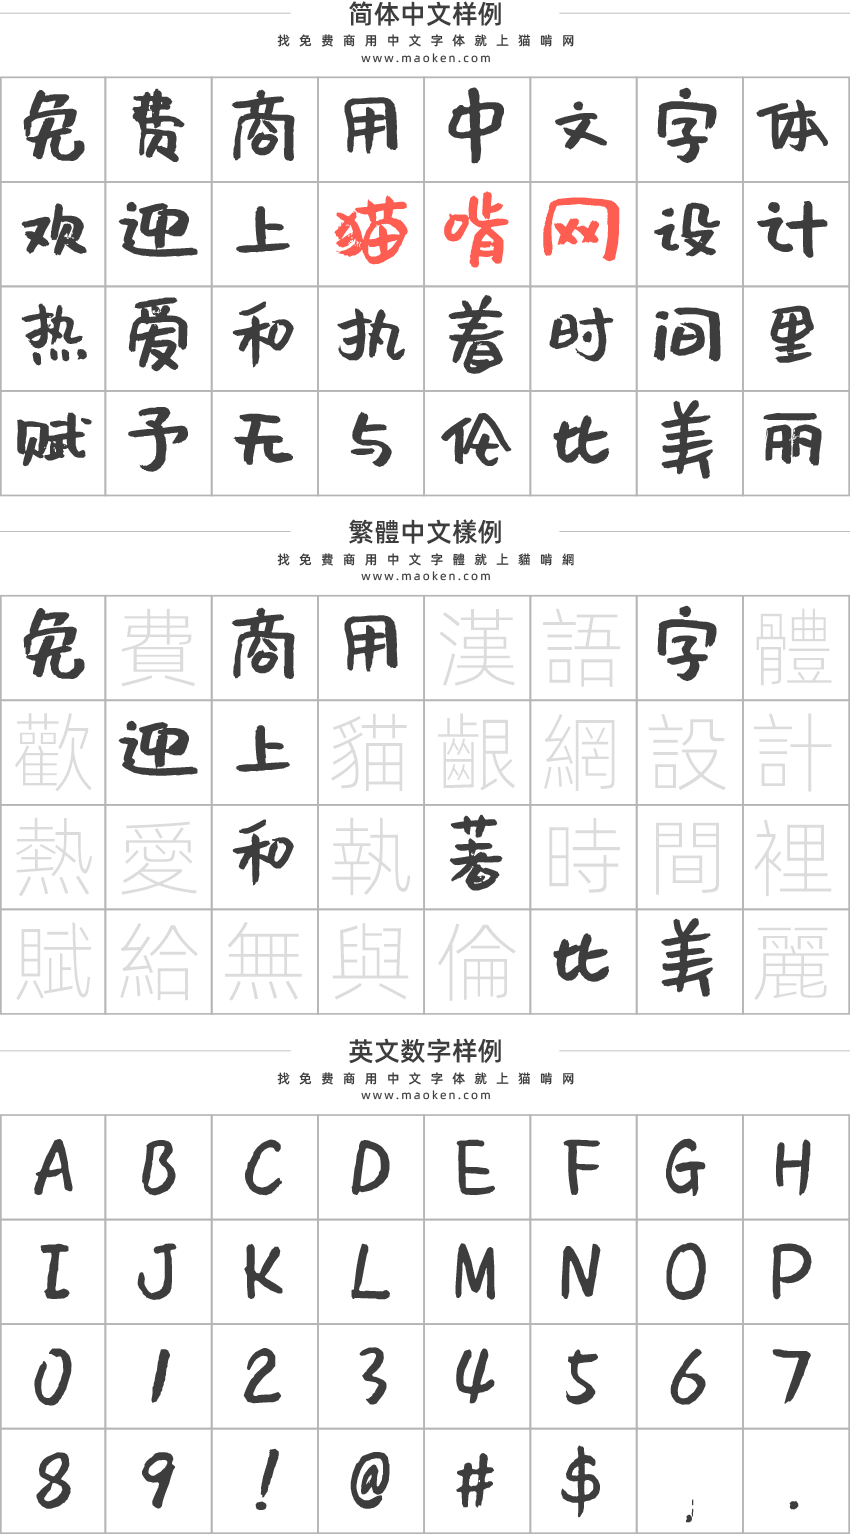 简体中文样例
找免费商用中文字体就上猫啃网
www.maoken.com
免费商用中文字体
欢迎上猫啃网设计
热爱和执着时间里
赋予无与伦比美丽
繁體中文樣例
找免費商用中文字體就上貓啃網
www.maoken.com
免費商用漢語字體
歡迎上貓齦網設計
熱愛和執著時間裡
賦給無與倫比美麗
英文数字样例
找免费商用中文字体就上猫啃网
www.maoken.com
A B C D E F G H
I J K L M N O P
0 1 2 3 4 5 6 7
8 9 ! @ # $ , .